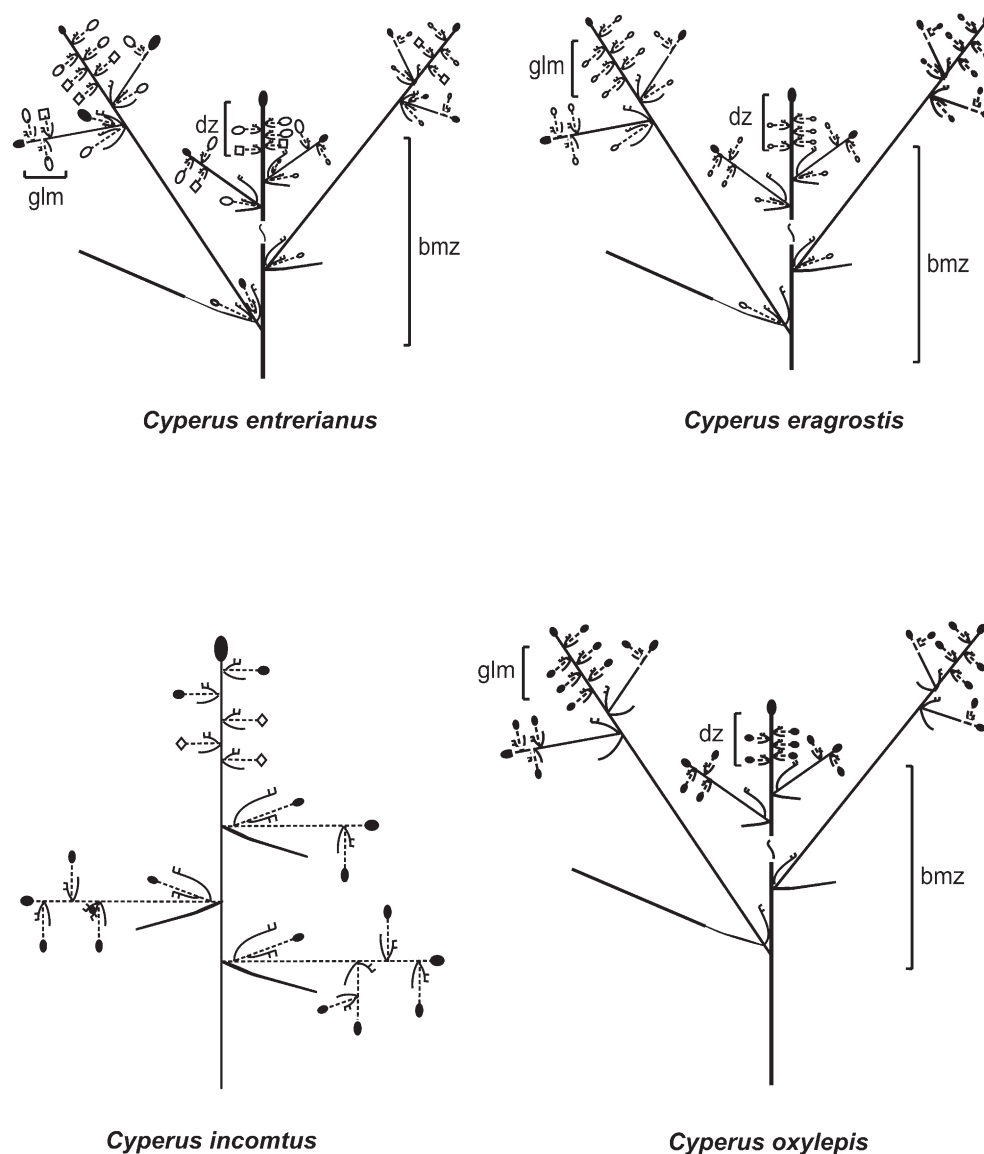 glm
dz
glm
dz
bmz
bmz
Cyperus entrerianus
Cyperus eragrostis
glm
dz
bmz
Cyperus incomtus
Cyperus oxylepis